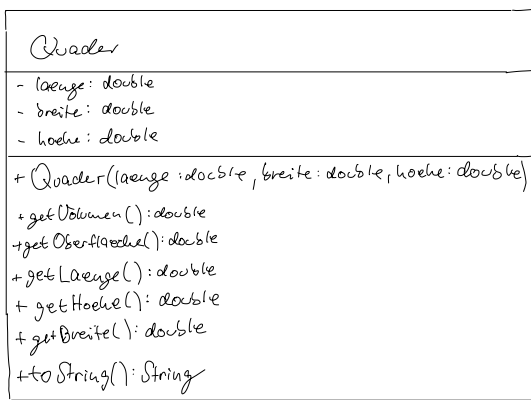 Quader
- laenge: double
- breite: double
- hoehe: double
+ Quader(laenge: double, breite: double, hoehe: double)
+ getVolumen(): double
+ getOberflaeche(): double
+ getLaenge(): double
+ getHoehe(): double
+ getBreite(): double
+ toString(): String